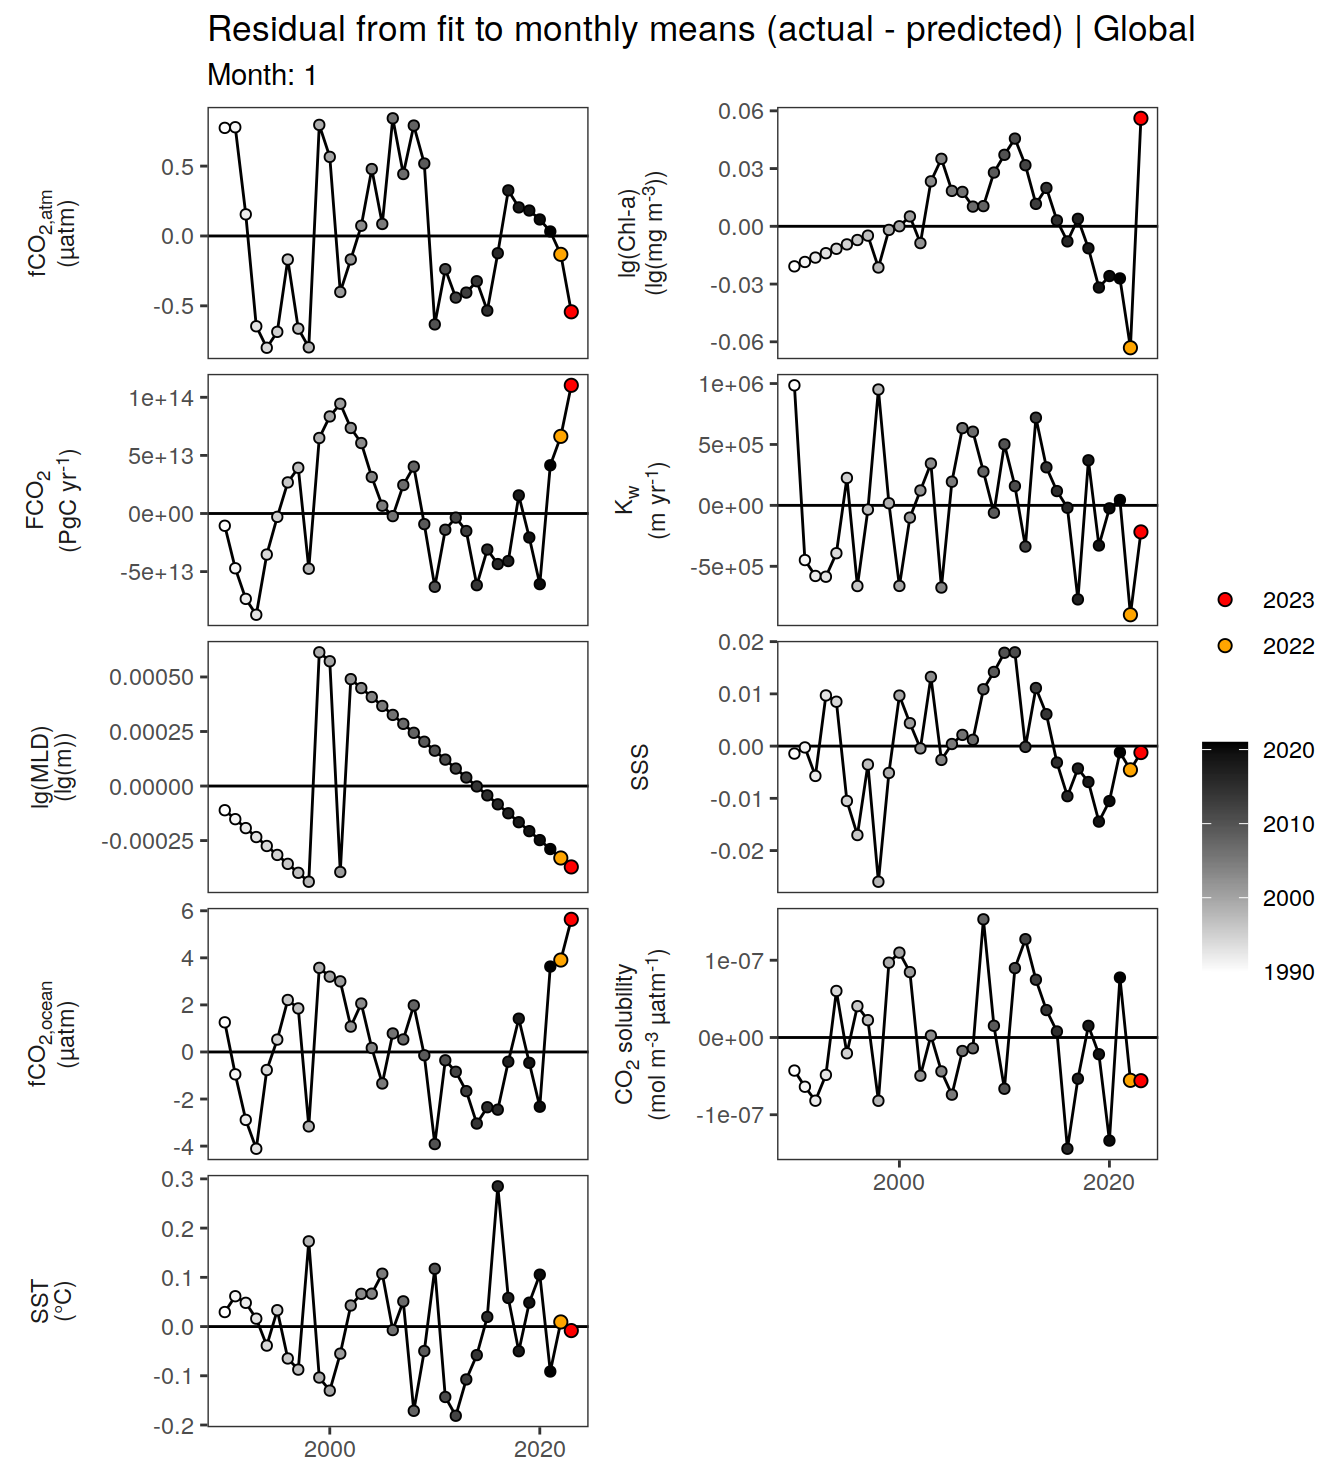 Residual from fit to monthly means (actual - predicted) | Global
Month: 1
fCO2,atm
(µatm)
0.5
0.0
-0.5
lg(Chl-a)
(lg(mg m-3))
0.06
0.03
0.00
-0.03
-0.06
FCO2
(PgC yr-1)
1e+14
5e+13
0e+00
-5e+13
Kw
(m yr-1)
1e+06
5e+05
0e+00
-5e+05
lg(MLD)
(lg(m))
0.00050
0.00025
0.00000
-0.00025
SSS
0.02
0.01
0.00
-0.01
-0.02
fCO2,ocean
(µatm)
6
4
2
0
-2
-4
CO2 solubility
(mol m-3 µatm-1)
1e-07
0e+00
-1e-07
2000
2020
SST
(°C)
0.3
0.2
0.1
0.0
-0.1
-0.2
2000
2020
2023
2022
2020
2010
2000
1990